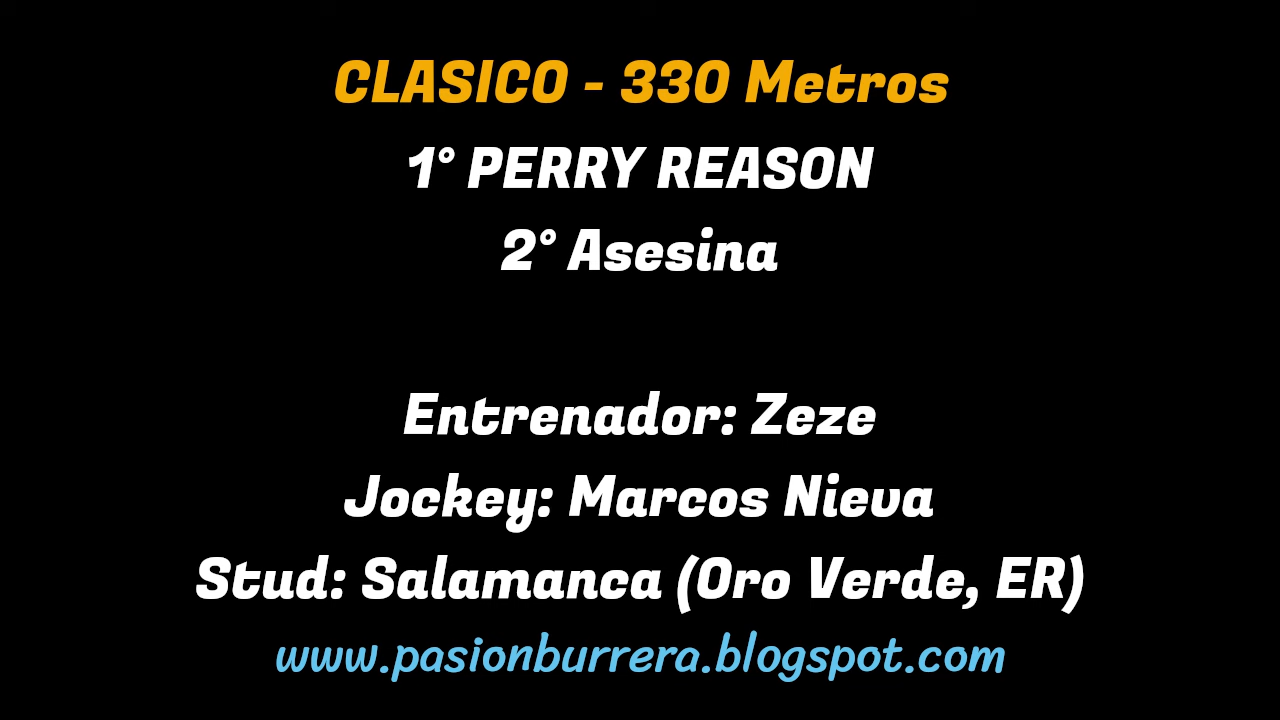 CLASICO - 330 Metros
1° PERRY REASON
2° Asesina
Entrenador: Zeze
Jockey: Marcos Nieva
Stud: Salamanca (Oro Verde, ER)
www.pasionburrera.blogspot.com